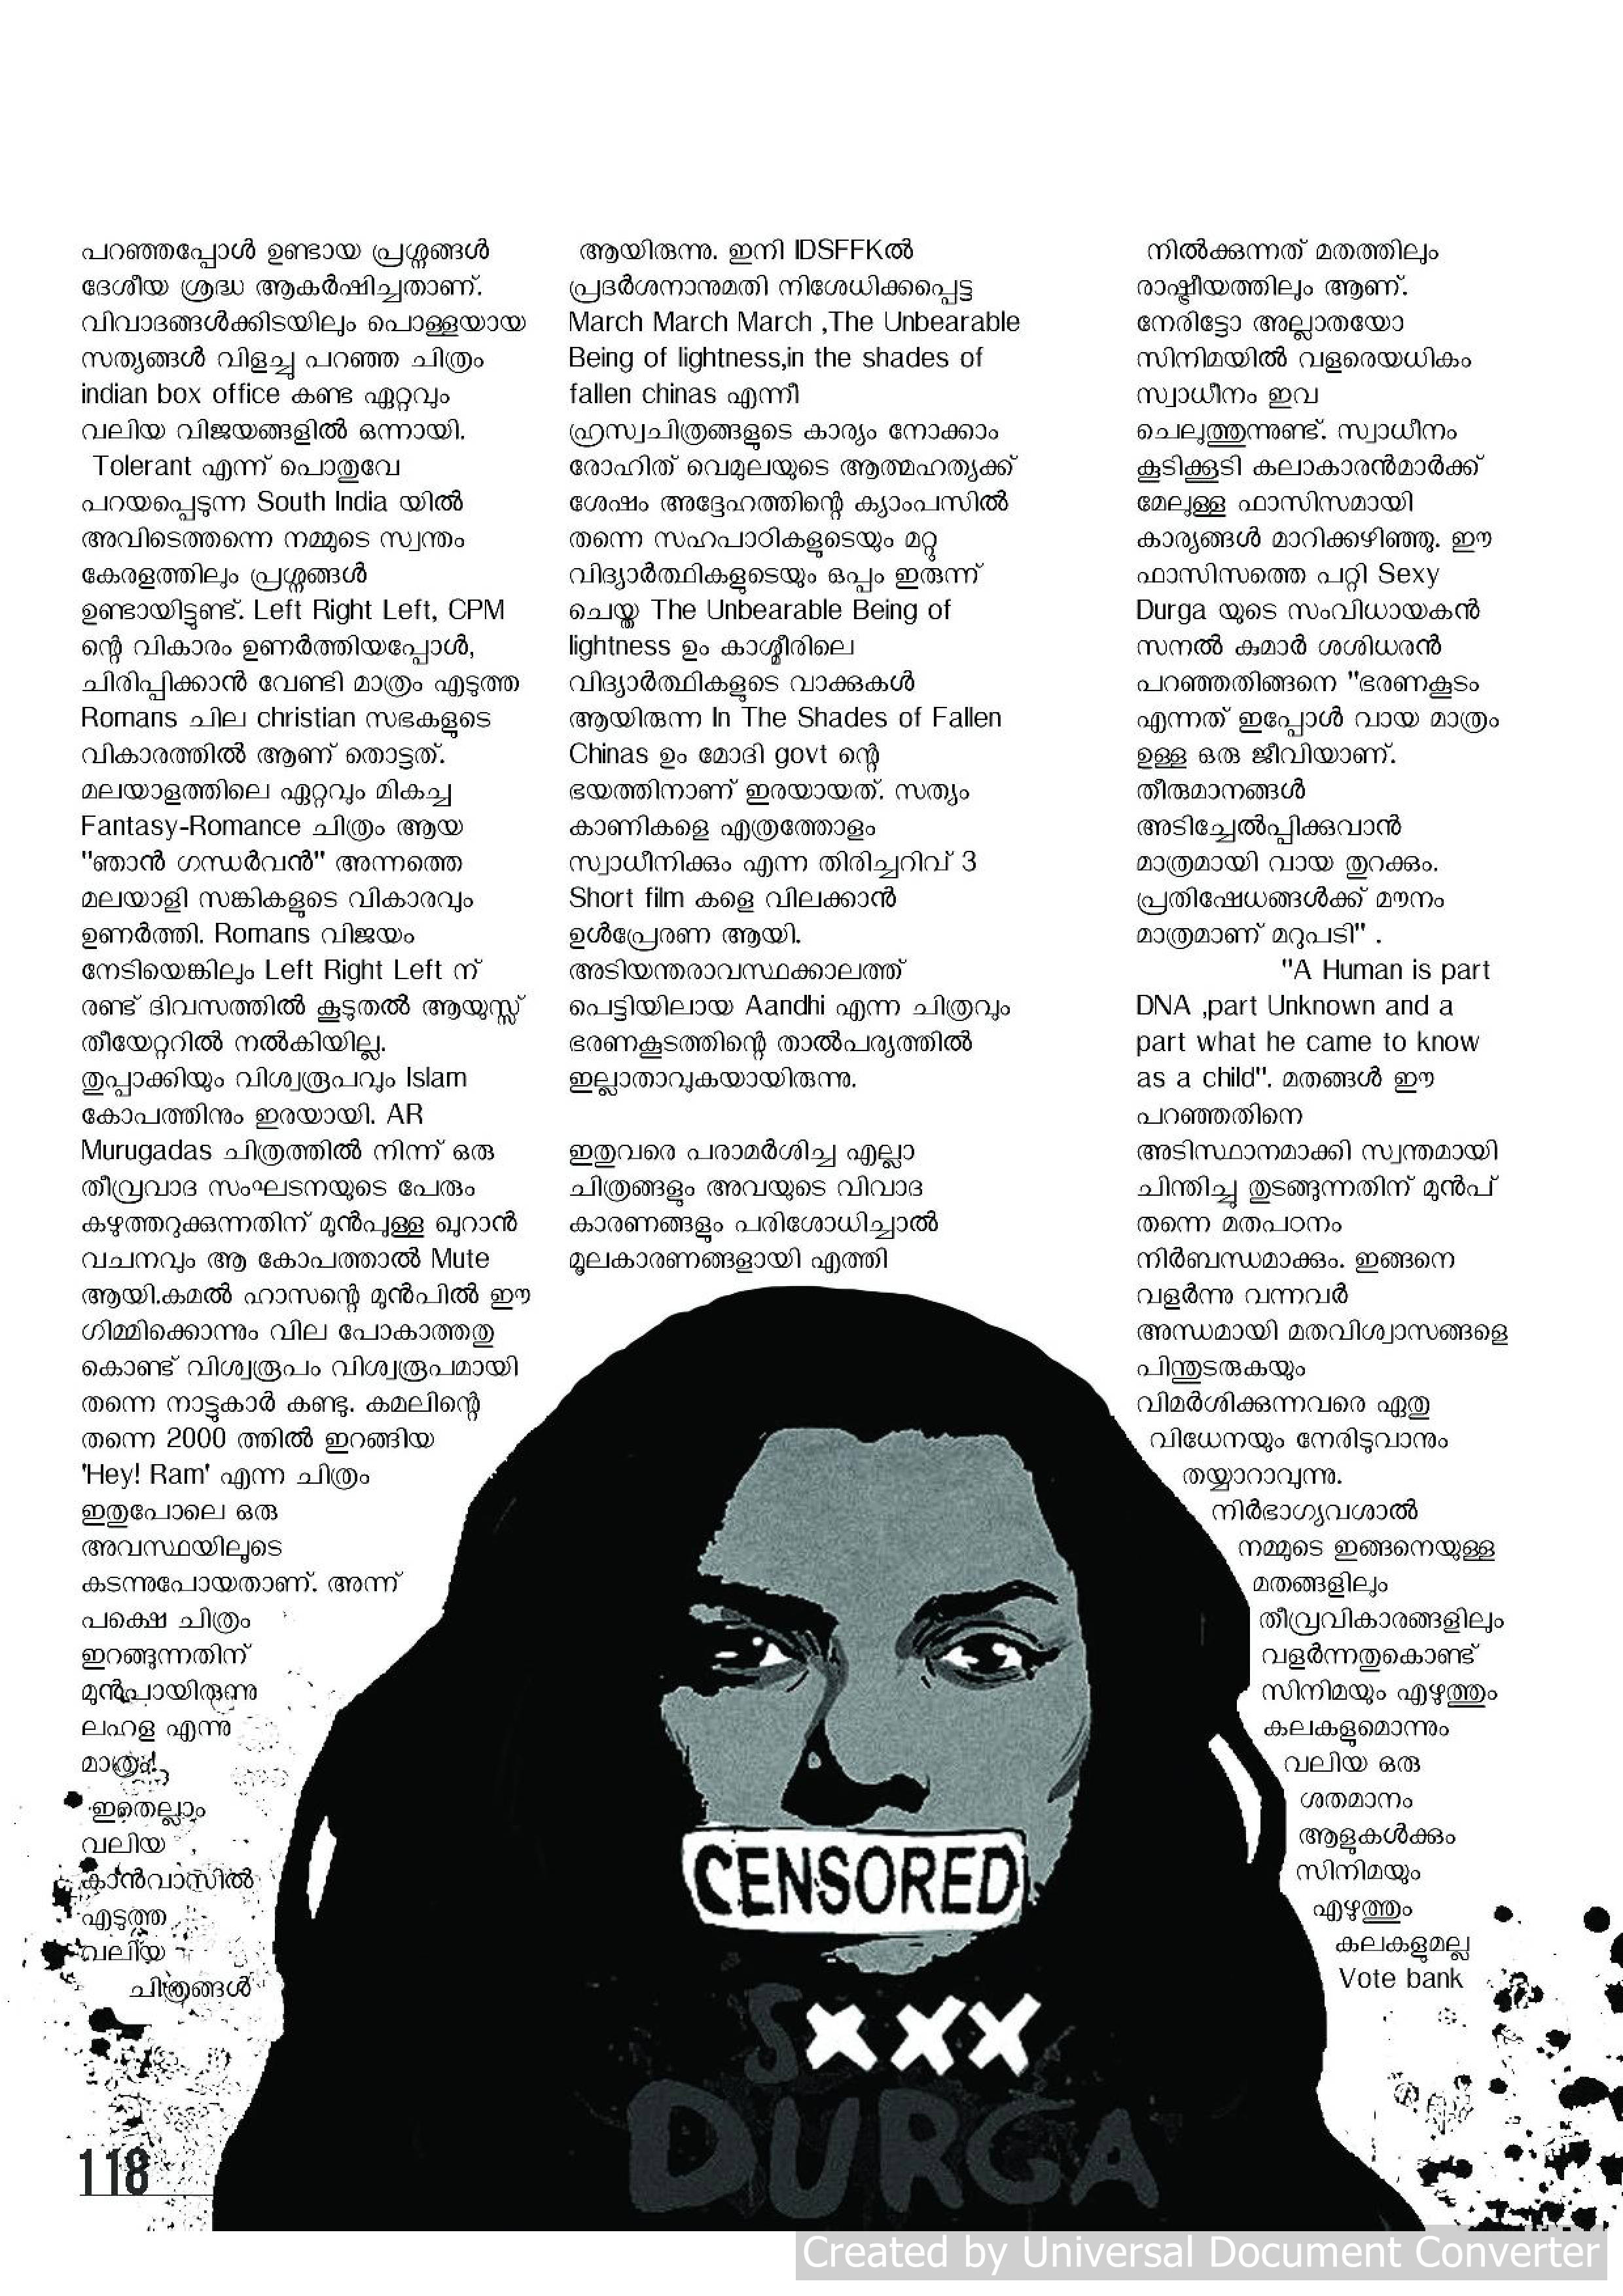 പറഞ്ഞപ്പോൾ ഉണ്ടായ പ്രശ്നങ്ങൾ
ദേശീയ ശ്രദ്ധ ആകർഷിച്ചതാണ്.
വിവാദങ്ങൾക്കിടയിലും പൊള്ളയായ
സത്യങ്ങൾ വിളച്ചു പറഞ്ഞ ചിത്രം
indian box office കണ്ട ഏറ്റവും
വലിയ വിജയങ്ങളിൽ ഒന്നായി.
Tolerant എന്ന് പൊതുവേ
പറയപ്പെടുന്ന South India യിൽ
അവിടെത്തന്നെ നമ്മുടെ സ്വന്തം
കേരളത്തിലും പ്രശ്നങ്ങൾ
ഉണ്ടായിട്ടുണ്ട്. Left Right Left, CPM
ന്റെ വികാരം ഉണർത്തിയപ്പോൾ,
ചിരിപ്പിക്കാൻ വേണ്ടി മാത്രം എടുത്ത
Romans ചില christian സഭകളുടെ
വികാരത്തിൽ ആണ് തൊട്ടത്.
മലയാളത്തിലെ ഏറ്റവും മികച്ച
Fantasy-Romance ചിത്രം ആയ
"ഞാൻ ഗന്ധർവൻ" അന്നത്തെ
മലയാളി സങ്കികളുടെ വികാരവും
ഉണർത്തി. Romans വിജയം
നേടിയെങ്കിലും Left Right Left ന്
രണ്ട് ദിവസത്തിൽ കൂടുതൽ ആയുസ്സ്
തീയേറ്ററിൽ നൽകിയില്ല.
തുപ്പാക്കിയും വിശ്വരൂപവും Islam
കോപത്തിനും ഇരയായി. AR
Murugadas ചിത്രത്തിൽ നിന്ന് ഒരു
തീവ്രവാദ സംഘടനയുടെ പേരും
കഴുത്തറുക്കുന്നതിന് മുൻപുള്ള ഖുറാൻ
വചനവും ആ കോപത്താൽ Mute
ആയി.കമൽ ഹാസന്റെ മുൻപിൽ ഈ
ഗിമ്മിക്കൊന്നും വില പോകാത്തതു
കൊണ്ട് വിശ്വരൂപം വിശ്വരൂപമായി
തന്നെ നാട്ടുകാർ കണ്ടു. കമലിന്റെ
തന്നെ 2000 ത്തിൽ ഇറങ്ങിയ
'Hey! Ram' എന്ന ചിത്രം
ഇതുപോലെ ഒരു
അവസ്ഥയിലൂടെ
കടന്നുപോയതാണ്. അന്ന്
പക്ഷെ ചിത്രം
ഇറങ്ങുന്നതിന്
മുൻപായിരുന്നു
ലഹള എന്നു
മാത്രം!
ഇതെല്ലാം
വലിയ
കാൻവാസിൽ
എടുത്ത
വലിയ
ചിത്രങ്ങൾ
ആയിരുന്നു. ഇനി IDSFFKൽ
പ്രദർശനാനുമതി നിശേധിക്കപ്പെട്ട
March March March ,The Unbearable
Being of lightness,in the shades of
fallen chinas എന്നീ
ഹ്രസ്വചിത്രങ്ങളുടെ കാര്യം നോക്കാം
രോഹിത് വെമുലയുടെ ആത്മഹത്യക്ക്
ശേഷം അദ്ദേഹത്തിന്റെ ക്യാംപസിൽ
തന്നെ സഹപാഠികളുടെയും മറ്റു
വിദ്യാർത്ഥികളുടെയും ഒപ്പം ഇരുന്ന്
ചെയ്ത The Unbearable Being of
lightness ഉം കാശ്മീരിലെ
വിദ്യാർത്ഥികളുടെ വാക്കുകൾ
ആയിരുന്ന In The Shades of Fallen
Chinas ഉം മോദി govt ന്റെ
ഭയത്തിനാണ് ഇരയായത്. സത്യം
കാണികളെ എത്രത്തോളം
സ്വാധീനിക്കും എന്ന തിരിച്ചറിവ് 3
Short film കളെ വിലക്കാൻ
ഉൾപ്രേരണ ആയി.
അടിയന്തരാവസ്ഥക്കാലത്ത്
പെട്ടിയിലായ Aandhi എന്ന ചിത്രവും
ഭരണകൂടത്തിന്റെ താൽപര്യത്തിൽ
ഇല്ലാതാവുകയായിരുന്നു.
ഇതുവരെ പരാമർശിച്ച എല്ലാ
ചിത്രങ്ങളും അവയുടെ വിവാദ
കാരണങ്ങളും പരിശോധിച്ചാൽ
മൂലകാരണങ്ങളായി എത്തി
നിൽക്കുന്നത് മതത്തിലും
രാഷ്ട്രീയത്തിലും ആണ്.
നേരിട്ടോ അല്ലാതയോ
സിനിമയിൽ വളരെയധികം
സ്വാധീനം ഇവ
ചെലുത്തുന്നുണ്ട്. സ്വാധീനം
കൂടിക്കൂടി കലാകാരൻമാർക്ക്
മേലുള്ള ഫാസിസമായി
കാര്യങ്ങൾ മാറിക്കഴിഞ്ഞു. ഈ
ഫാസിസത്തെ പറ്റി Sexy
Durga യുടെ സംവിധായകൻ
സനൽ കുമാർ ശശിധരൻ
പറഞ്ഞതിങ്ങനെ "ഭരണകൂടം
എന്നത് ഇപ്പോൾ വായ മാത്രം
ഉള്ള ഒരു ജീവിയാണ്.
തീരുമാനങ്ങൾ
അടിച്ചേൽപ്പിക്കുവാൻ
മാത്രമായി വായ തുറക്കും.
പ്രതിഷേധങ്ങൾക്ക് മൗനം
മാത്രമാണ് മറുപടി" .
"A Human is part
DNA ,part Unknown and a
part what he came to know
as a child". മതങ്ങൾ ഈ
പറഞ്ഞതിനെ
അടിസ്ഥാനമാക്കി സ്വന്തമായി
ചിന്തിച്ചു തുടങ്ങുന്നതിന് മുൻപ്
തന്നെ മതപഠനം
നിർബന്ധമാക്കും. ഇങ്ങനെ
വളർന്നു വന്നവർ
അന്ധമായി മതവിശ്വാസങ്ങളെ
പിന്തുടരുകയും
വിമർശിക്കുന്നവരെ ഏതു
വിധേനയും നേരിടുവാനും
തയ്യാറാവുന്നു.
നിർഭാഗ്യവശാൽ
നമ്മുടെ ഇങ്ങനെയുള്ള
മതങ്ങളിലും
തീവ്രവികാരങ്ങളിലും
വളർന്നതുകൊണ്ട്
സിനിമയും എഴുത്തും
കലകളുമൊന്നും
വലിയ ഒരു
ശതമാനം
ആളുകൾക്കും
സിനിമയും
എഴുത്തും
കലകളുമല്ല
Vote bank
CENSORED
SXXX
DURGA
118
Created by Universal Document Converter